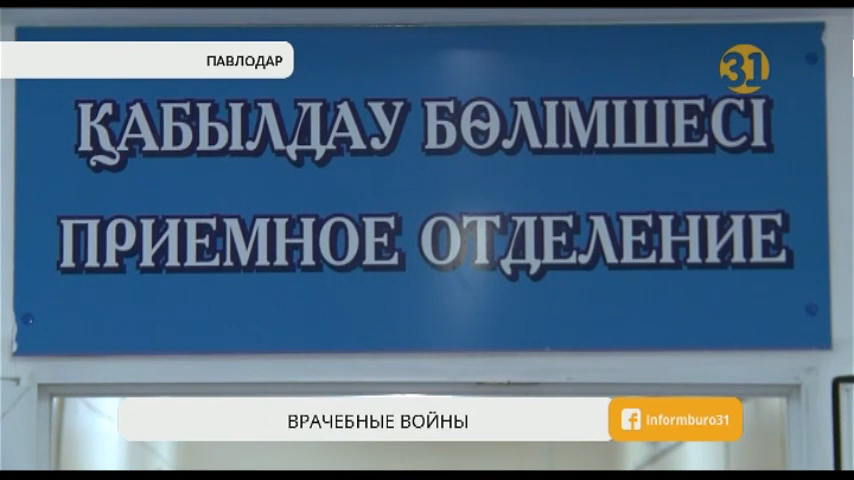 ПАВЛОДАР
31
ҚАБЫЛДАУ БӨЛІМШЕСІ
ПРИЕМНОЕ ОТДЕЛЕНИЕ
ВРАЧЕБНЫЕ ВОЙНЫ
informburo31